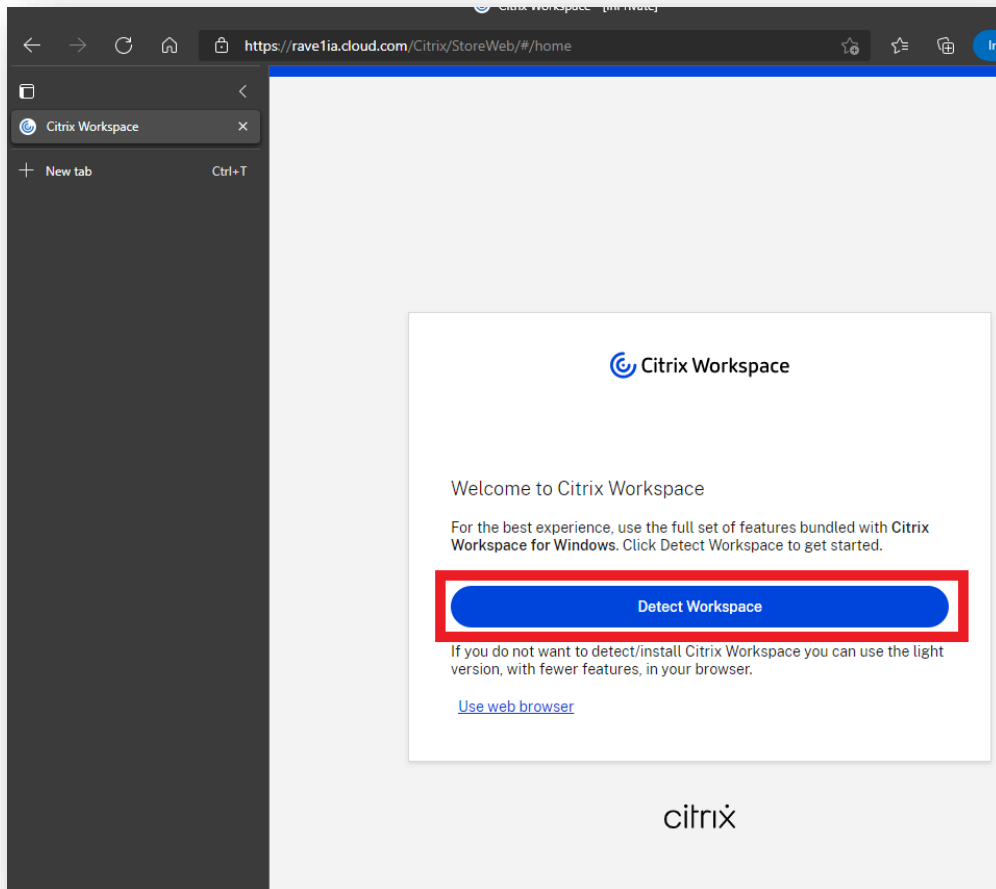 Citrix Workspace - [InPrivate]
https://rave1ia.cloud.com/Citrix/StoreWeb/#/home
Citrix Workspace
New tab Ctrl+T
Citrix Workspace
Welcome to Citrix Workspace
For the best experience, use the full set of features bundled with Citrix
Workspace for Windows. Click Detect Workspace to get started.
Detect Workspace
If you do not want to detect/install Citrix Workspace you can use the light
version, with fewer features, in your browser.
Use web browser
citrix